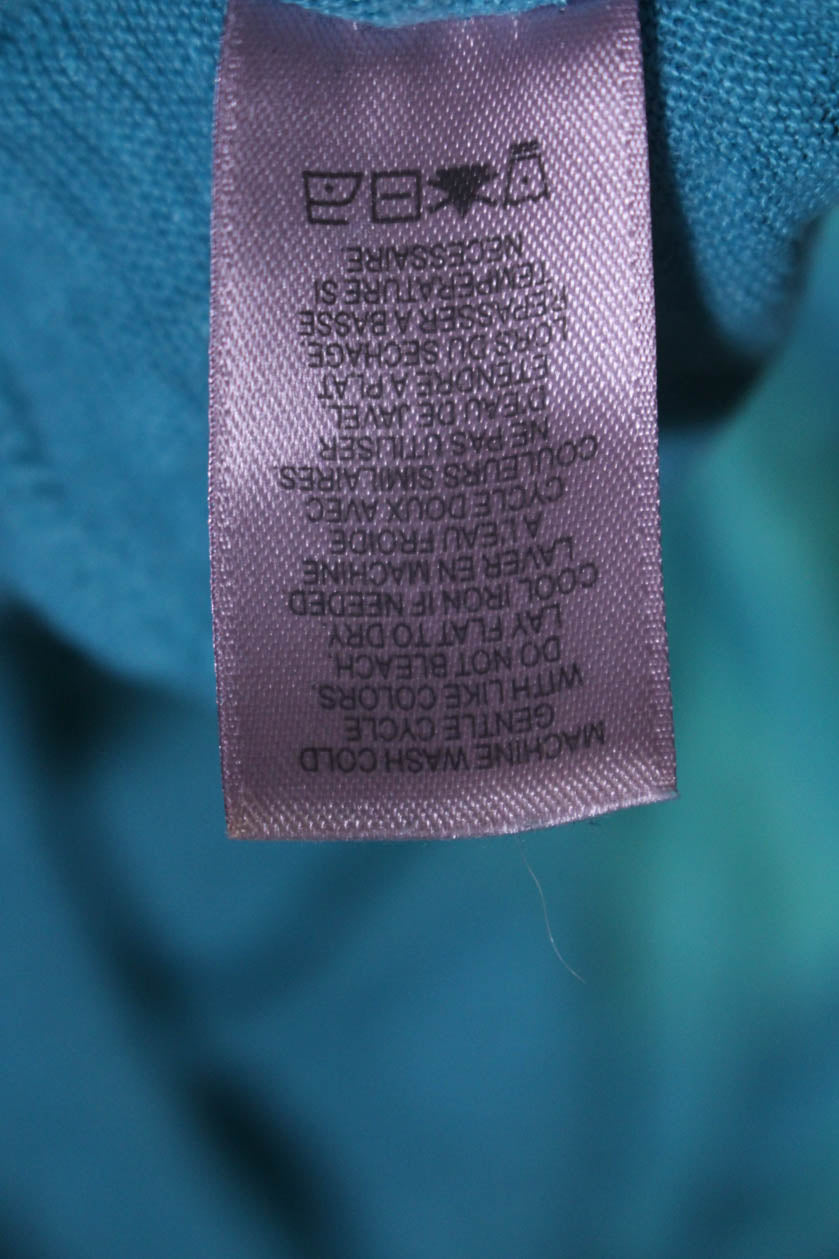 MACHINE WASH COLD
GENTLE CYCLE
WITH LIKE COLORS.
DO NOT BLEACH.
LAY FLAT TO DRY.
COOL IRON IF NEEDED
LAVER EN MACHINE
A L'EAU FROIDE
CYCLE DOUX AVEC
COULEURS SIMILAIRES.
NE PAS UTILISER
D'EAU DE JAVEL.
ETENDRE A PLAT
LORS DU SECHAGE
REPASSER A BASSE
TEMPERATURE SI
NECESSAIRE